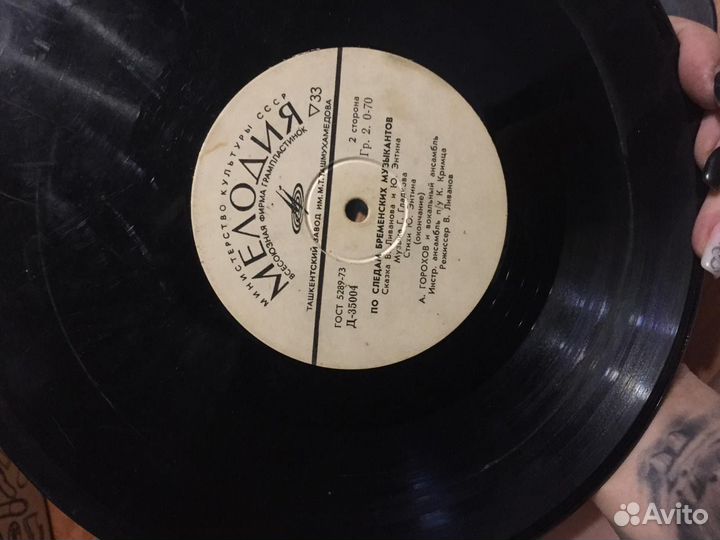 МИНИСТЕРСТВО КУЛЬТУРЫ СССР
МЕЛОДИЯ
ВСЕСОЮЗНАЯ ФИРМА ГРАМПЛАСТИНОК
▽33
ТАШКЕНТСКИЙ ЗАВОД ИМ. М.Т. ТАШМУХАМЕДОВА
ГОСТ 5289-73
Д-35004
2 сторона
Гр. 2. 0-70
ПО СЛЕДАМ БРЕМЕНСКИХ МУЗЫКАНТОВ
Сказка В. Ливанова и Ю. Энтина
Музыка Г. Гладкова
Стихи Ю. Энтина
(окончание)
А. ГОРОХОВ и вокальный ансамбль
Инстр. ансамбль п/у К. Кримца
Режиссер В. Ливанов
Avito